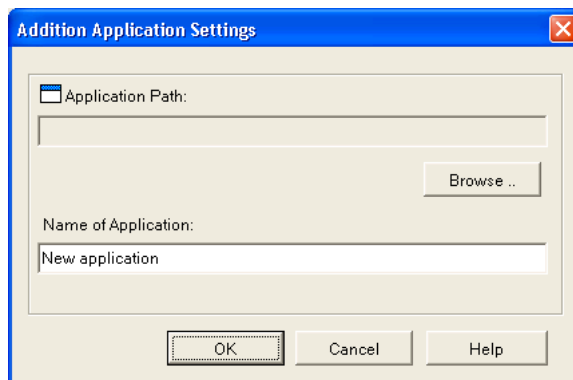 Addition Application Settings
Application Path:
Browse ..
Name of Application:
New application
OK
Cancel
Help